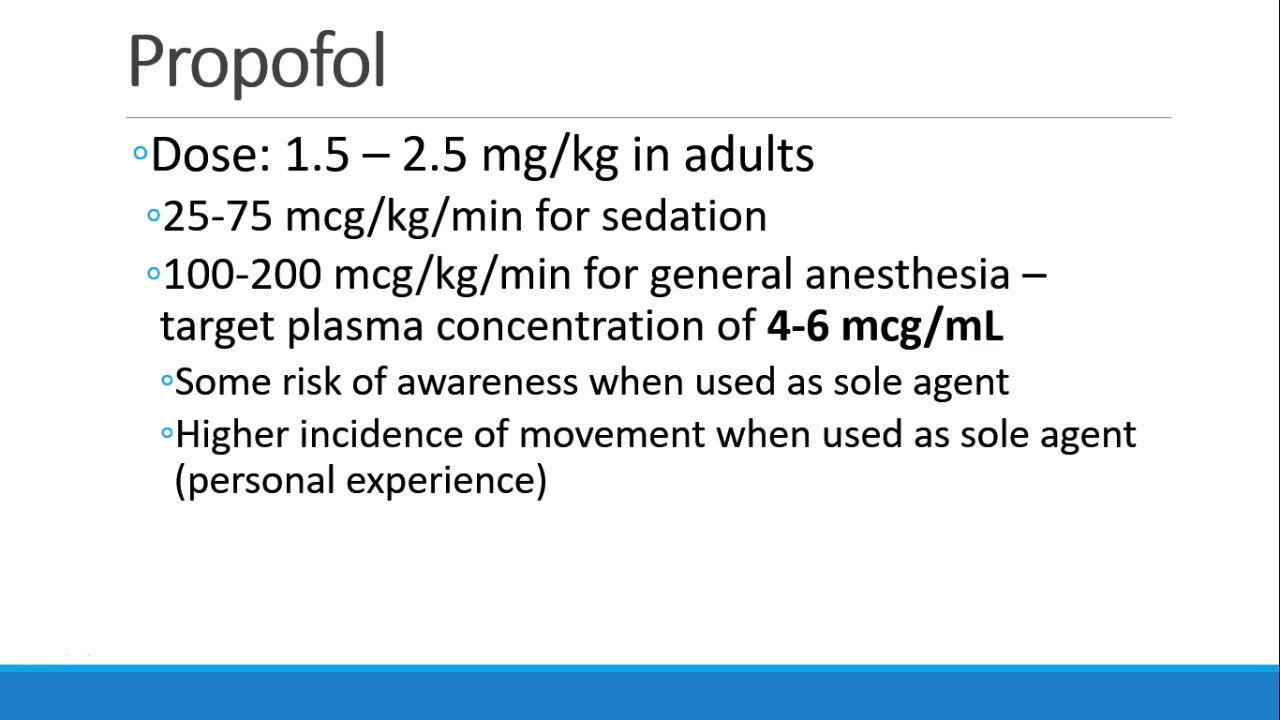 Propofol
◦Dose: 1.5 – 2.5 mg/kg in adults
◦25-75 mcg/kg/min for sedation
◦100-200 mcg/kg/min for general anesthesia –
target plasma concentration of 4-6 mcg/mL
◦Some risk of awareness when used as sole agent
◦Higher incidence of movement when used as sole agent
(personal experience)